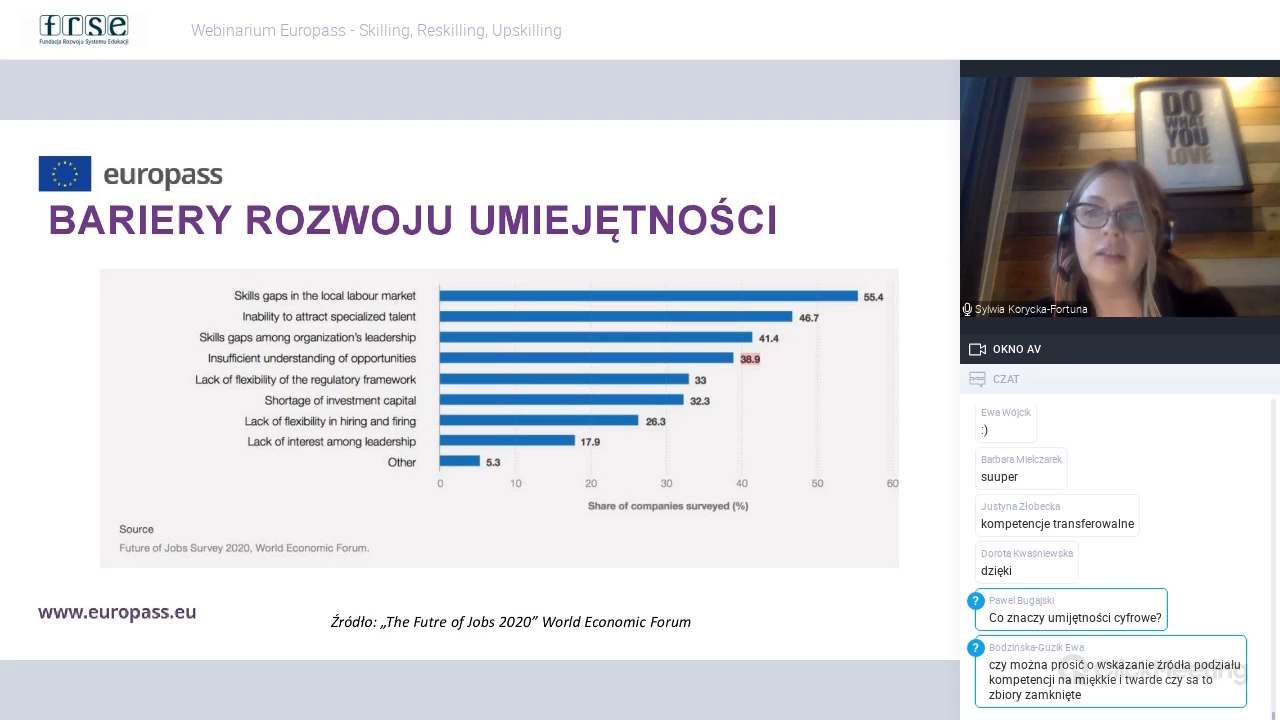 frse
Fundacja Rozwoju Systemu Edukacji
Webinarium Europass - Skilling, Reskilling, Upskilling
europass
BARIERY ROZWOJU UMIEJĘTNOŚCI
Skills gaps in the local labour market 55.4
Inability to attract specialized talent 46.7
Skills gaps among organization's leadership 41.4
Insufficient understanding of opportunities 38.9
Lack of flexibility of the regulatory framework 33
Shortage of investment capital 32.3
Lack of flexibility in hiring and firing 26.3
Lack of interest among leadership 17.9
Other 5.3
0 10 20 30 40 50 60
Share of companies surveyed (%)
Source
Future of Jobs Survey 2020, World Economic Forum.
www.europass.eu
Źródło: „The Futre of Jobs 2020” World Economic Forum
DO
WHAT
YOU
LOVE
Sylwia Korycka-Fortuna
OKNO AV
CZAT
Ewa Wójcik
:)
Barbara Mielczarek
suuper
Justyna Żłobecka
kompetencje transferowalne
Dorota Kwaśniewska
dzięki
?
Paweł Bugajski
Co znaczy umijętności cyfrowe?
?
Bodzińska-Guzik Ewa
czy można prosić o wskazanie źródła podziału
kompetencji na miękkie i twarde czy sa to
zbiory zamknięte
ClickMeeting